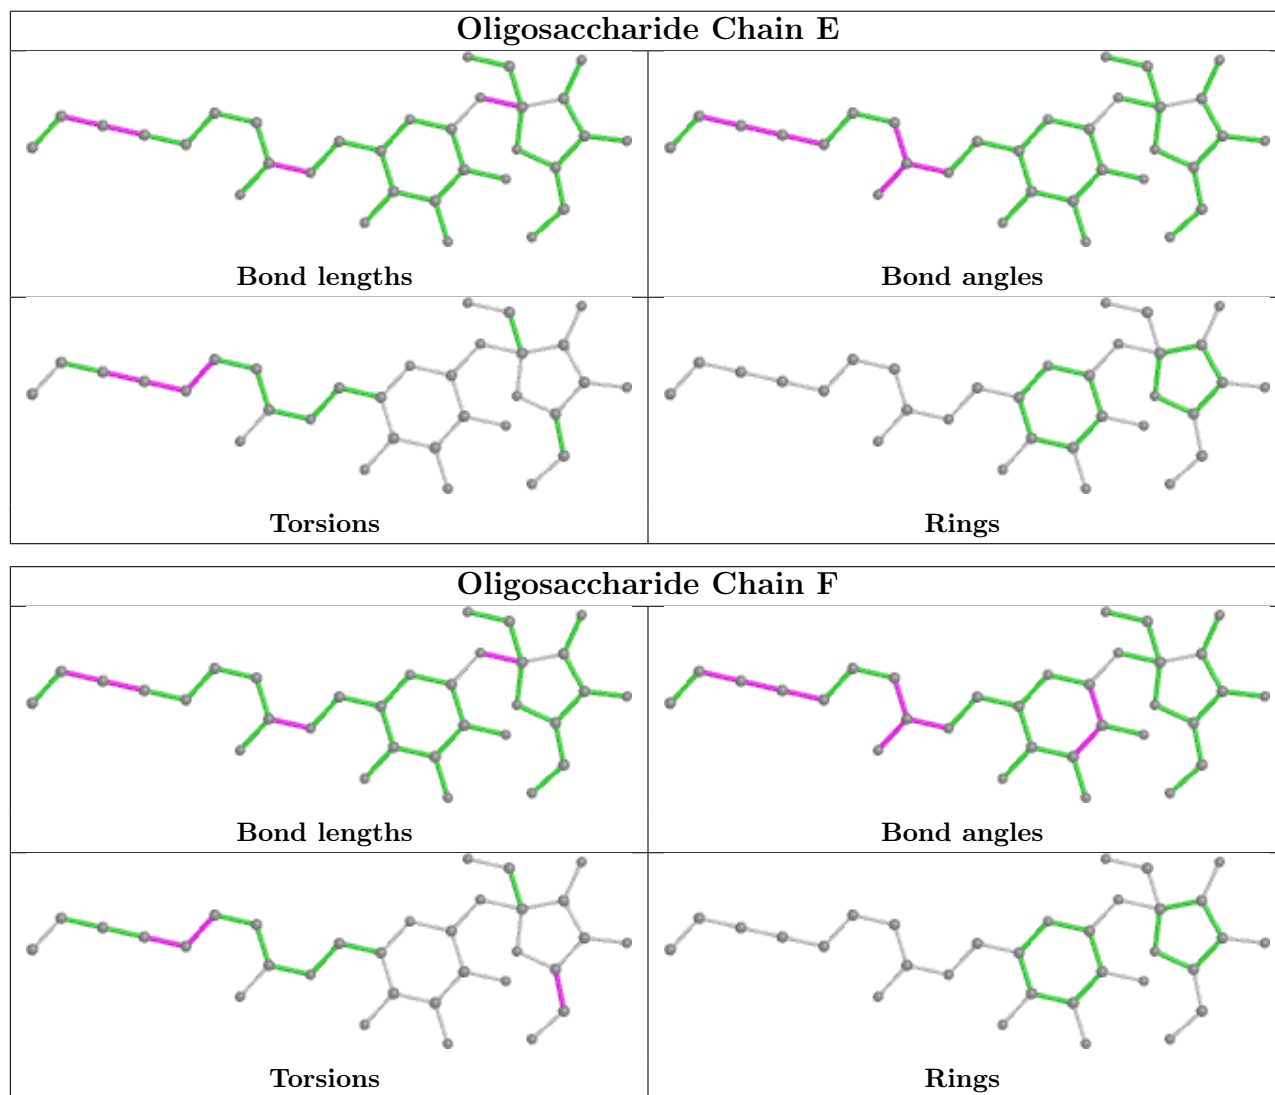 Oligosaccharide Chain E
Bond lengths
Bond angles
Torsions
Rings
Oligosaccharide Chain F
Bond lengths
Bond angles
Torsions
Rings